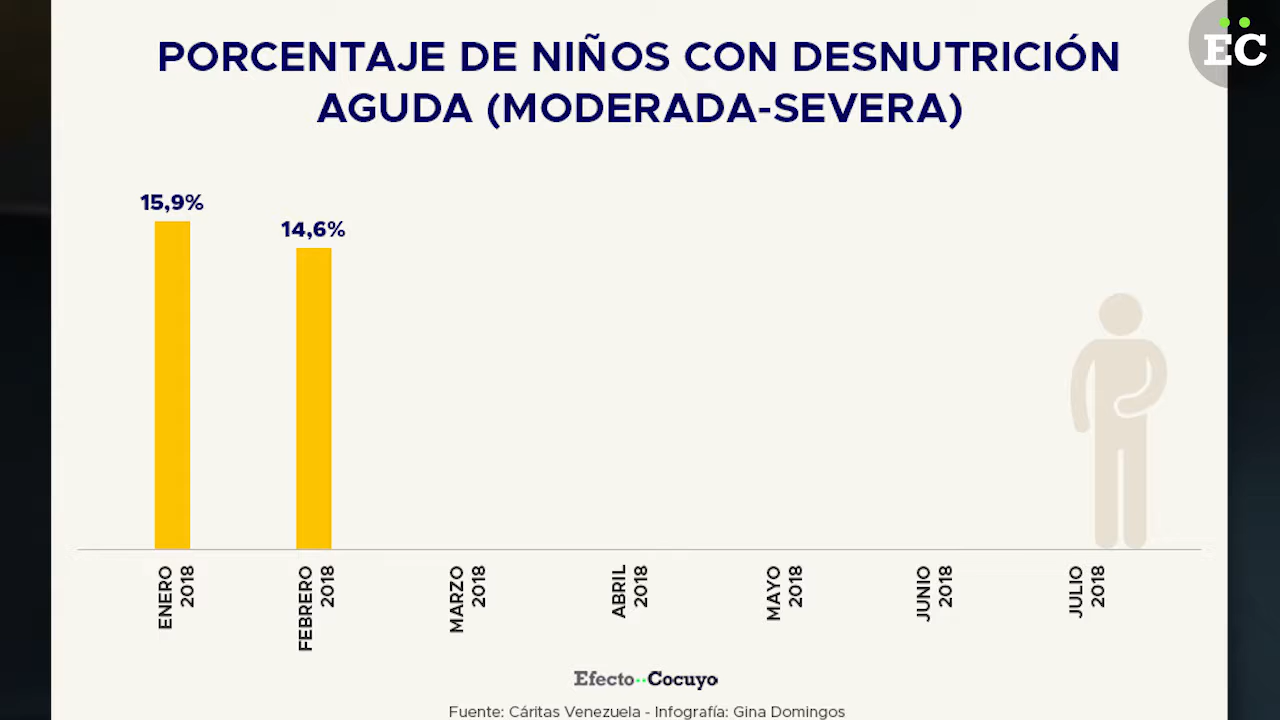 EC
PORCENTAJE DE NIÑOS CON DESNUTRICIÓN
AGUDA (MODERADA-SEVERA)
15,9%
14,6%
ENERO
2018
FEBRERO
2018
MARZO
2018
ABRIL
2018
MAYO
2018
JUNIO
2018
JULIO
2018
Efecto Cocuyo
Fuente: Cáritas Venezuela - Infografía: Gina Domingos